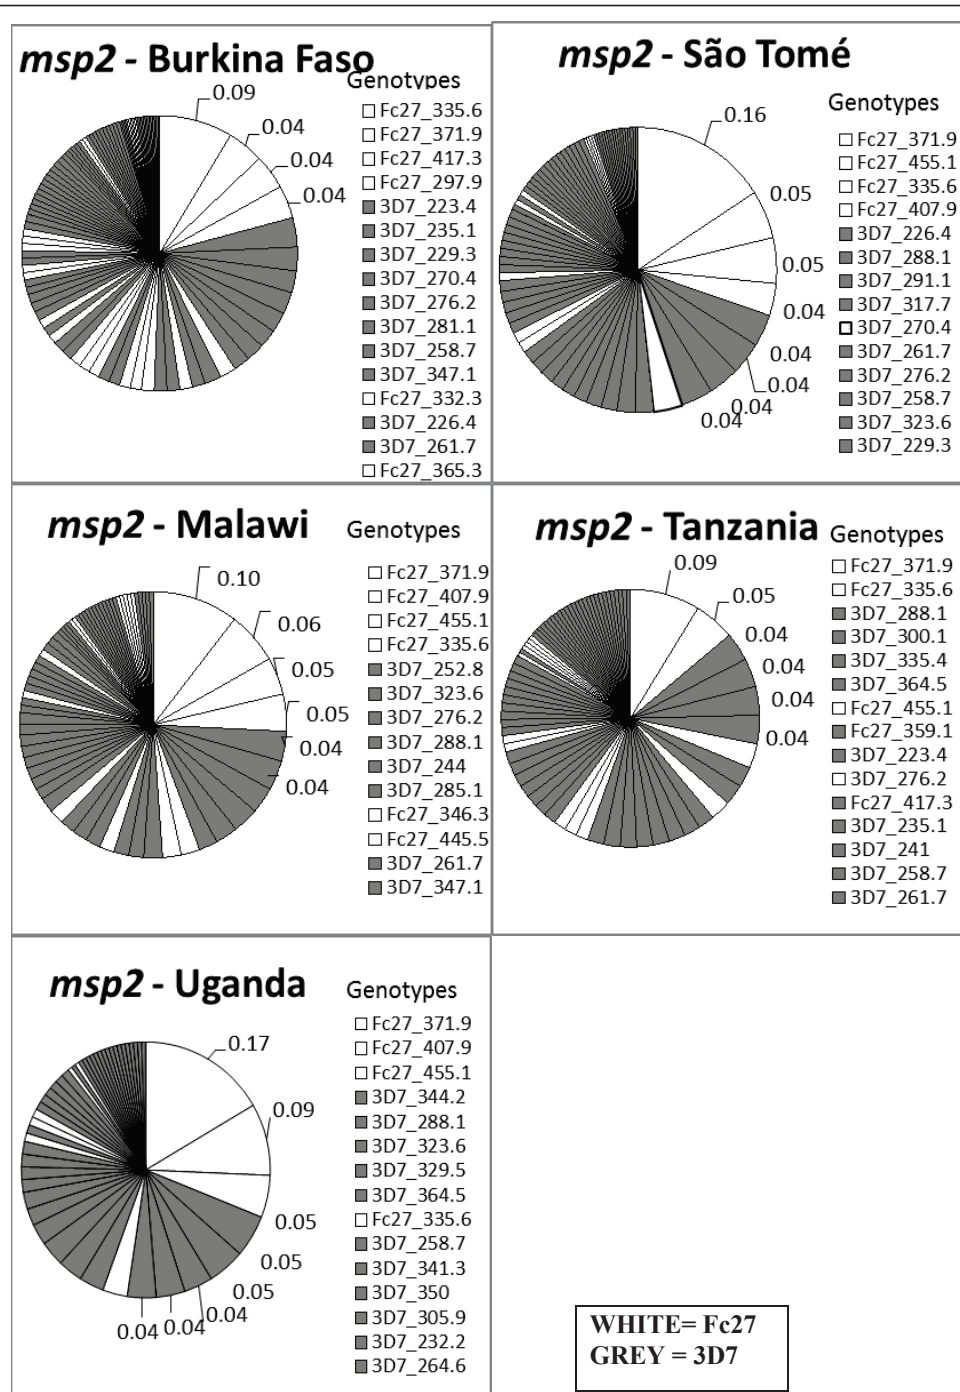 msp2 - Burkina Faso
Genotypes
0.09
0.04
0.04
0.04
Fc27_335.6
Fc27_371.9
Fc27_417.3
Fc27_297.9
3D7_223.4
3D7_235.1
3D7_229.3
3D7_270.4
3D7_276.2
3D7_281.1
3D7_258.7
3D7_347.1
Fc27_332.3
3D7_226.4
3D7_261.7
Fc27_365.3
msp2 - São Tomé
Genotypes
0.16
0.05
0.05
0.04
0.04
0.04
0.04
0.04
Fc27_371.9
Fc27_455.1
Fc27_335.6
Fc27_407.9
3D7_226.4
3D7_288.1
3D7_291.1
3D7_317.7
3D7_270.4
3D7_261.7
3D7_276.2
3D7_258.7
3D7_323.6
3D7_229.3
msp2 - Malawi
Genotypes
0.10
0.06
0.05
0.05
0.04
0.04
Fc27_371.9
Fc27_407.9
Fc27_455.1
Fc27_335.6
3D7_252.8
3D7_323.6
3D7_276.2
3D7_288.1
3D7_244
3D7_285.1
Fc27_346.3
Fc27_445.5
3D7_261.7
3D7_347.1
msp2 - Tanzania
Genotypes
0.09
0.05
0.04
0.04
0.04
0.04
Fc27_371.9
Fc27_335.6
3D7_288.1
3D7_300.1
3D7_335.4
3D7_364.5
Fc27_455.1
Fc27_359.1
3D7_223.4
3D7_276.2
Fc27_417.3
3D7_235.1
3D7_241
3D7_258.7
3D7_261.7
msp2 - Uganda
Genotypes
0.17
0.09
0.05
0.05
0.05
0.04
0.04
0.04
Fc27_371.9
Fc27_407.9
Fc27_455.1
3D7_344.2
3D7_288.1
3D7_323.6
3D7_329.5
3D7_364.5
Fc27_335.6
3D7_258.7
3D7_341.3
3D7_350
3D7_305.9
3D7_232.2
3D7_264.6
WHITE= Fc27
GREY = 3D7